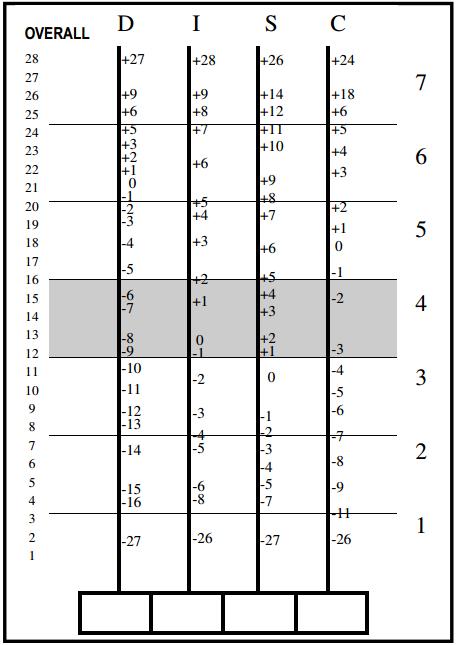 D I S C
OVERALL
28 +27 +28 +26 +24
27 7
26 +9 +9 +14 +18
25 +6 +8 +12 +6
24 +5 +7 +11 +5
+3 +10
23 +2 +4 6
22 +1 +6 +3
21 0 +9
-1 +5 +8
20 -2 +4 +7 +2
19 -3 +1 5
18 -4 +3 +6 0
17 -5 -1
16 +2 +5
15 -6 +1 +4 -2 4
14 -7 +3
13 -8 0 +2
12 -9 -1 +1 -3
11 -10 -2 0 -4 3
10 -11 -5
9 -12 -3 -1 -6
8 -13 -4 -2 -7
7 -14 -5 -3 2
6 -4 -8
5 -15 -6 -5 -9
4 -16 -8 -7
3 -11 1
2 -27 -26 -27 -26
1